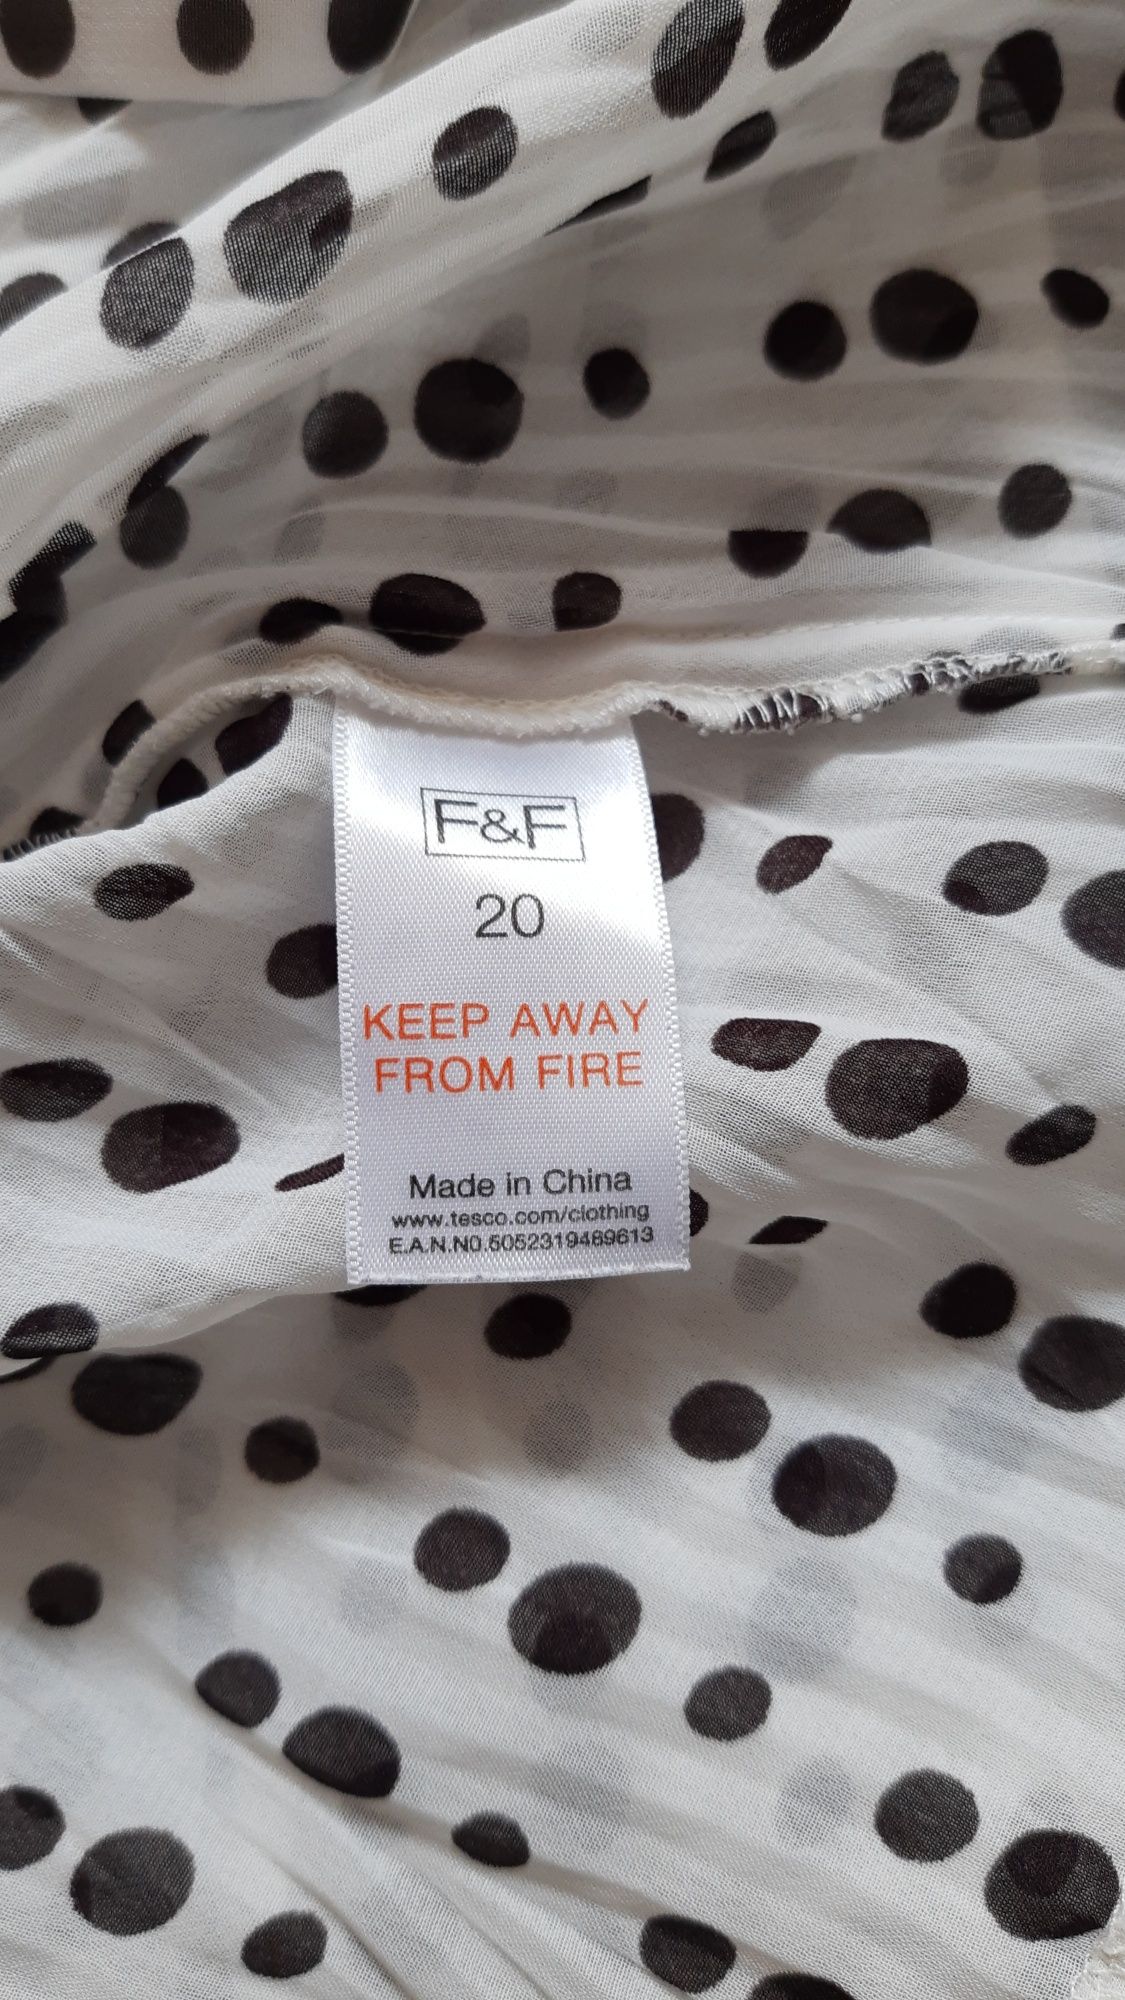 F&F
20
KEEP AWAY
FROM FIRE
Made in China
www.tesco.com/clothing
E.A.N.N0.5052319489613